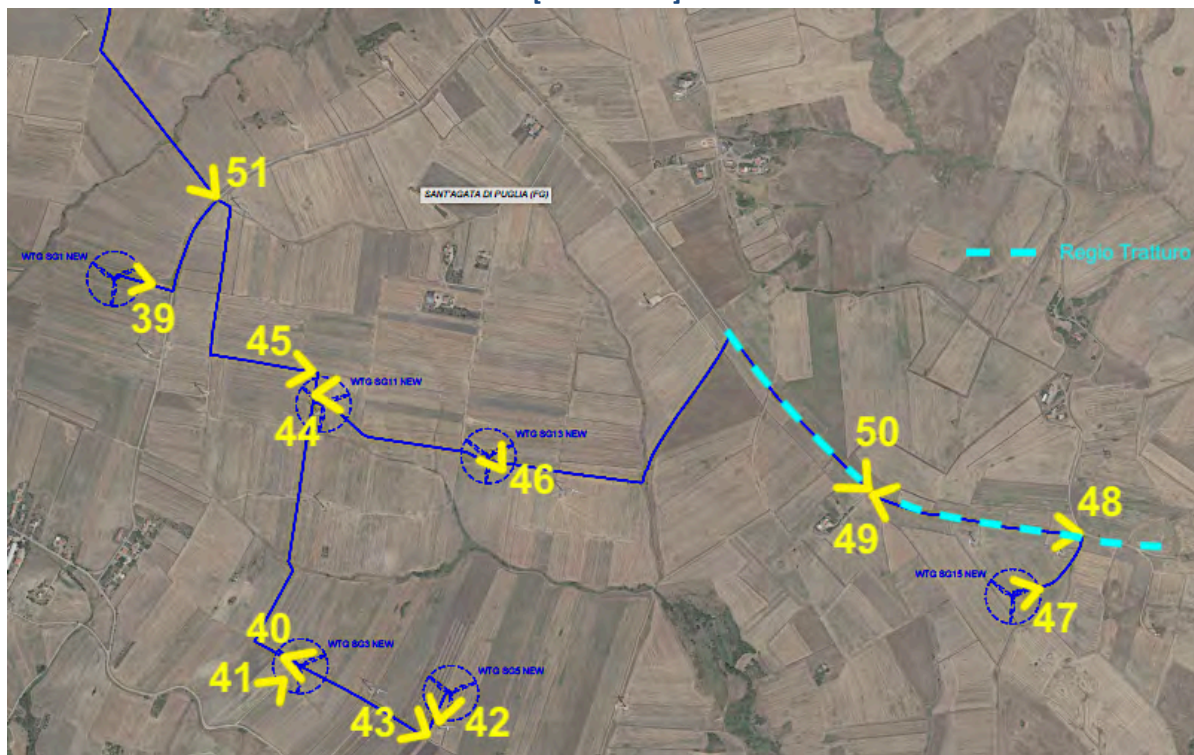 51
SANT'AGATA DI PUGLIA (FG)
WTG SG1 NEW
Regio Tratturo
39
45
WTG SG11 NEW
44
WTG SG13 NEW
50
46
48
49
WTG SG15 NEW
47
40
WTG SG3 NEW
41
WTG SG5 NEW
43
42